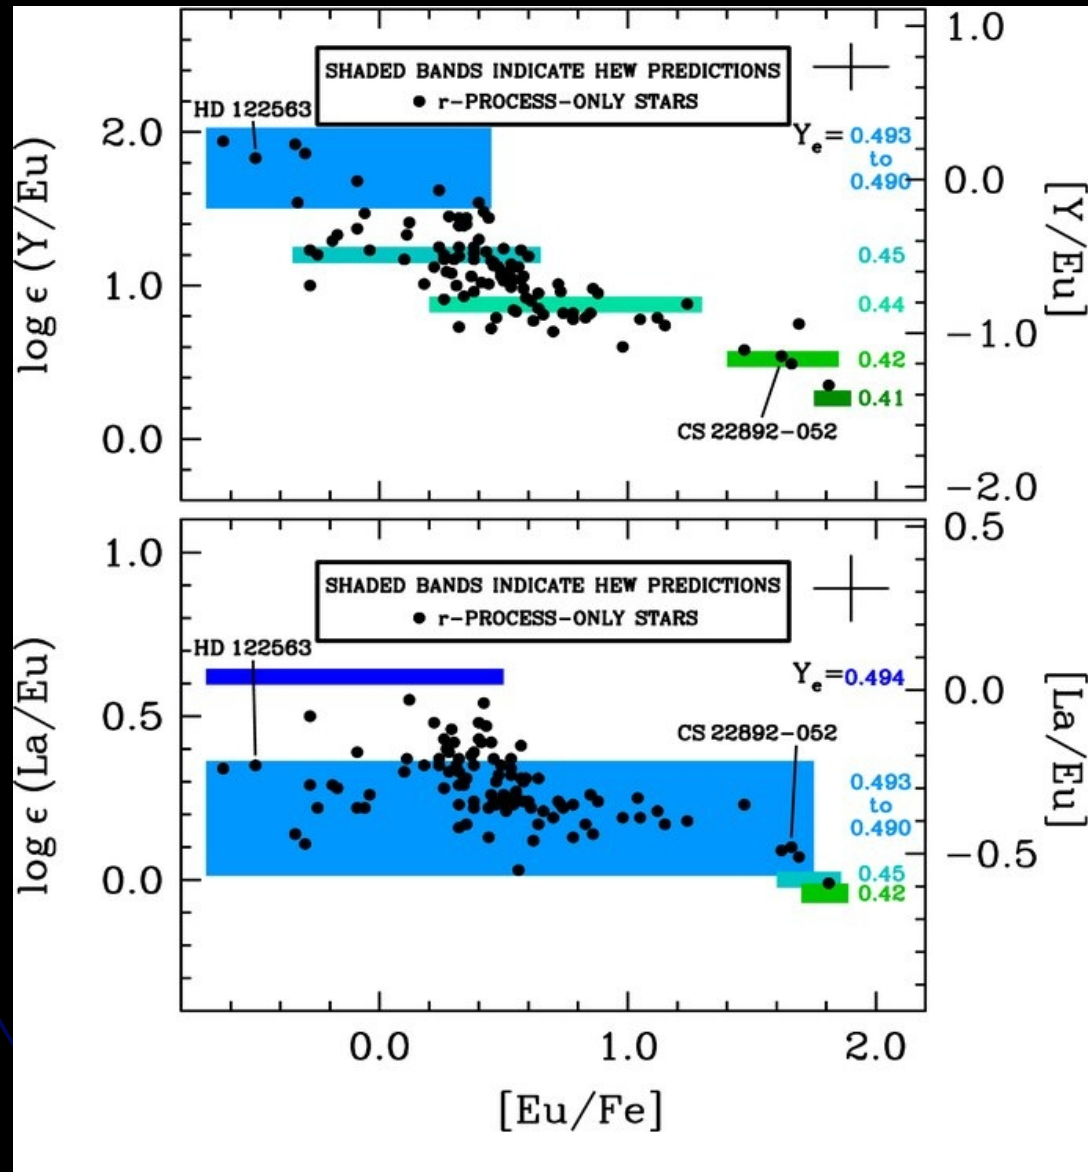 SHADED BANDS INDICATE HEW PREDICTIONS
● r-PROCESS-ONLY STARS
HD 122563
Yₑ= 0.493
to
0.490
0.45
0.44
0.42
0.41
CS 22892-052
log ϵ (Y/Eu)
2.0
1.0
0.0
[Y/Eu]
1.0
0.0
−1.0
−2.0
SHADED BANDS INDICATE HEW PREDICTIONS
● r-PROCESS-ONLY STARS
HD 122563
Yₑ=0.494
CS 22892-052
0.493
to
0.490
0.45
0.42
log ϵ (La/Eu)
1.0
0.5
0.0
[La/Eu]
0.5
0.0
−0.5
0.0 1.0 2.0
[Eu/Fe]